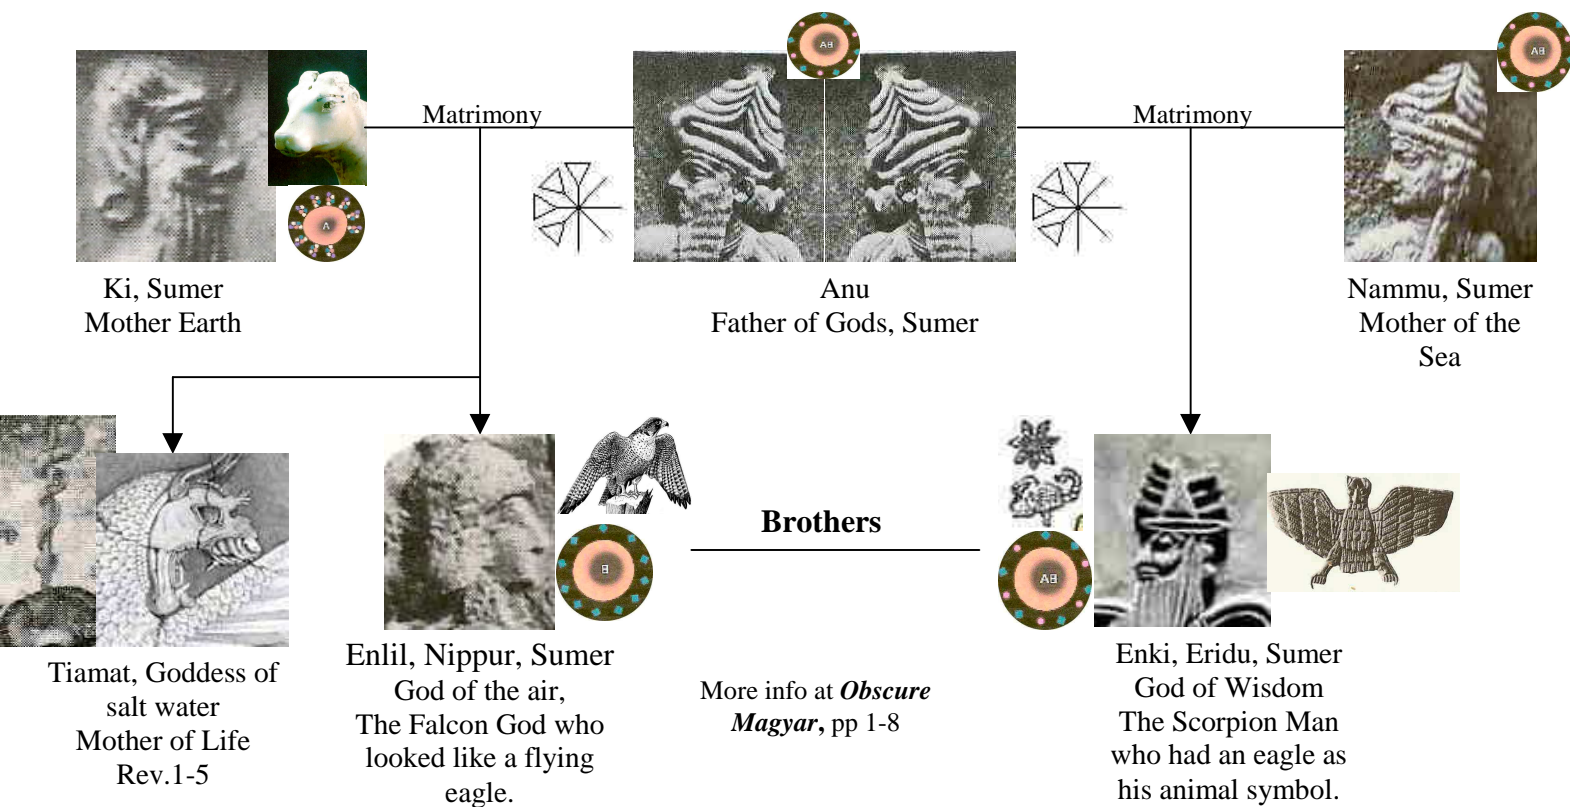 Matrimony
Matrimony
AB
AB
A
Ki, Sumer
Mother Earth
Anu
Father of Gods, Sumer
Nammu, Sumer
Mother of the
Sea
Brothers
B
AB
Tiamat, Goddess of
salt water
Mother of Life
Rev.1-5
Enlil, Nippur, Sumer
God of the air,
The Falcon God who
looked like a flying
eagle.
More info at Obscure
Magyar, pp 1-8
Enki, Eridu, Sumer
God of Wisdom
The Scorpion Man
who had an eagle as
his animal symbol.